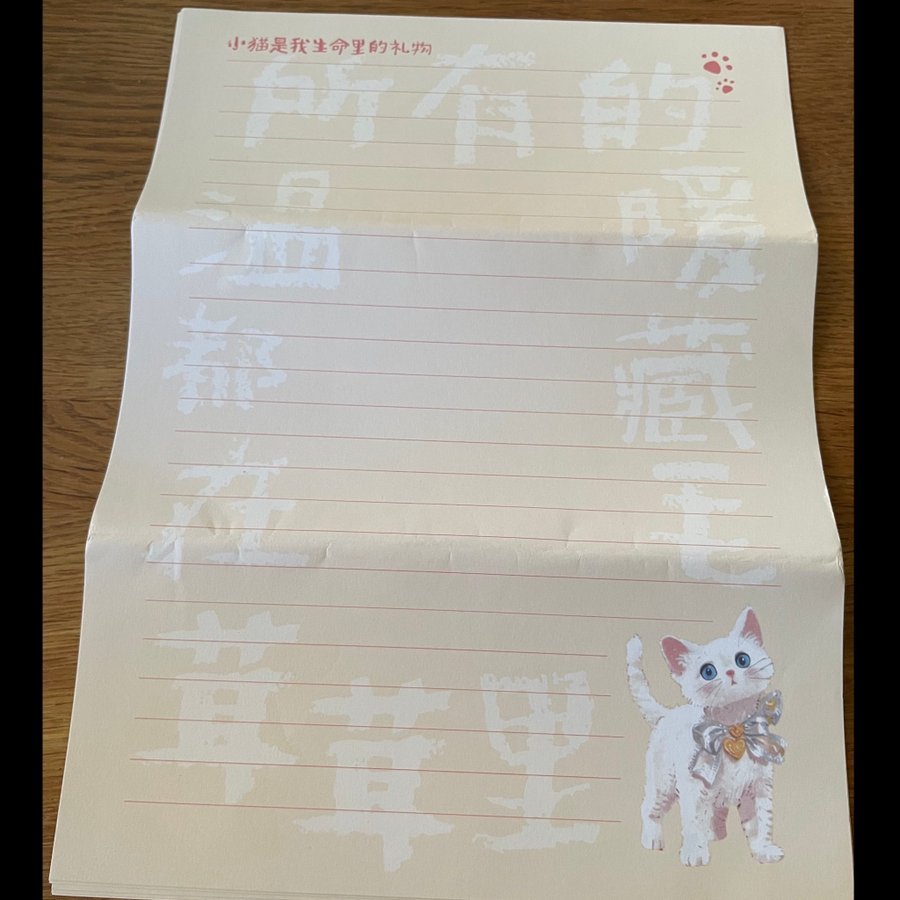 小猫是我生命里的礼物
所有的
温暖
都藏
在毛
茸茸里